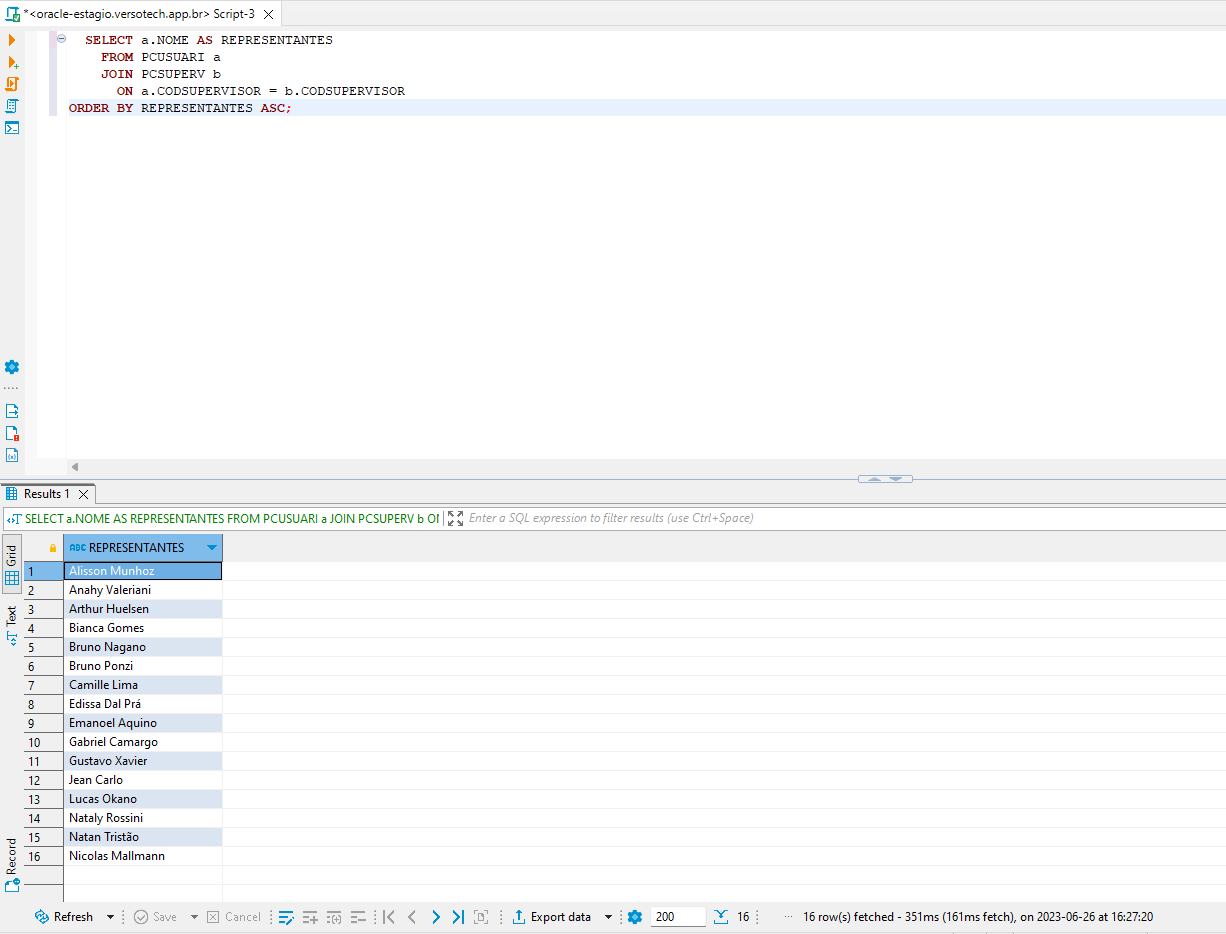 *<oracle-estagio.versotech.app.br> Script-3
SELECT a.NOME AS REPRESENTANTES
FROM PCUSUARI a
JOIN PCSUPERV b
ON a.CODSUPERVISOR = b.CODSUPERVISOR
ORDER BY REPRESENTANTES ASC;
Results 1
SELECT a.NOME AS REPRESENTANTES FROM PCUSUARI a JOIN PCSUPERV b ON
Enter a SQL expression to filter results (use Ctrl+Space)
Grid
Text
Record
ABC REPRESENTANTES
1 Alisson Munhoz
2 Anahy Valeriani
3 Arthur Huelsen
4 Bianca Gomes
5 Bruno Nagano
6 Bruno Ponzi
7 Camille Lima
8 Edissa Dal Prá
9 Emanoel Aquino
10 Gabriel Camargo
11 Gustavo Xavier
12 Jean Carlo
13 Lucas Okano
14 Nataly Rossini
15 Natan Tristão
16 Nicolas Mallmann
Refresh Save Cancel Export data 200 16 ... 16 row(s) fetched - 351ms (161ms fetch), on 2023-06-26 at 16:27:20